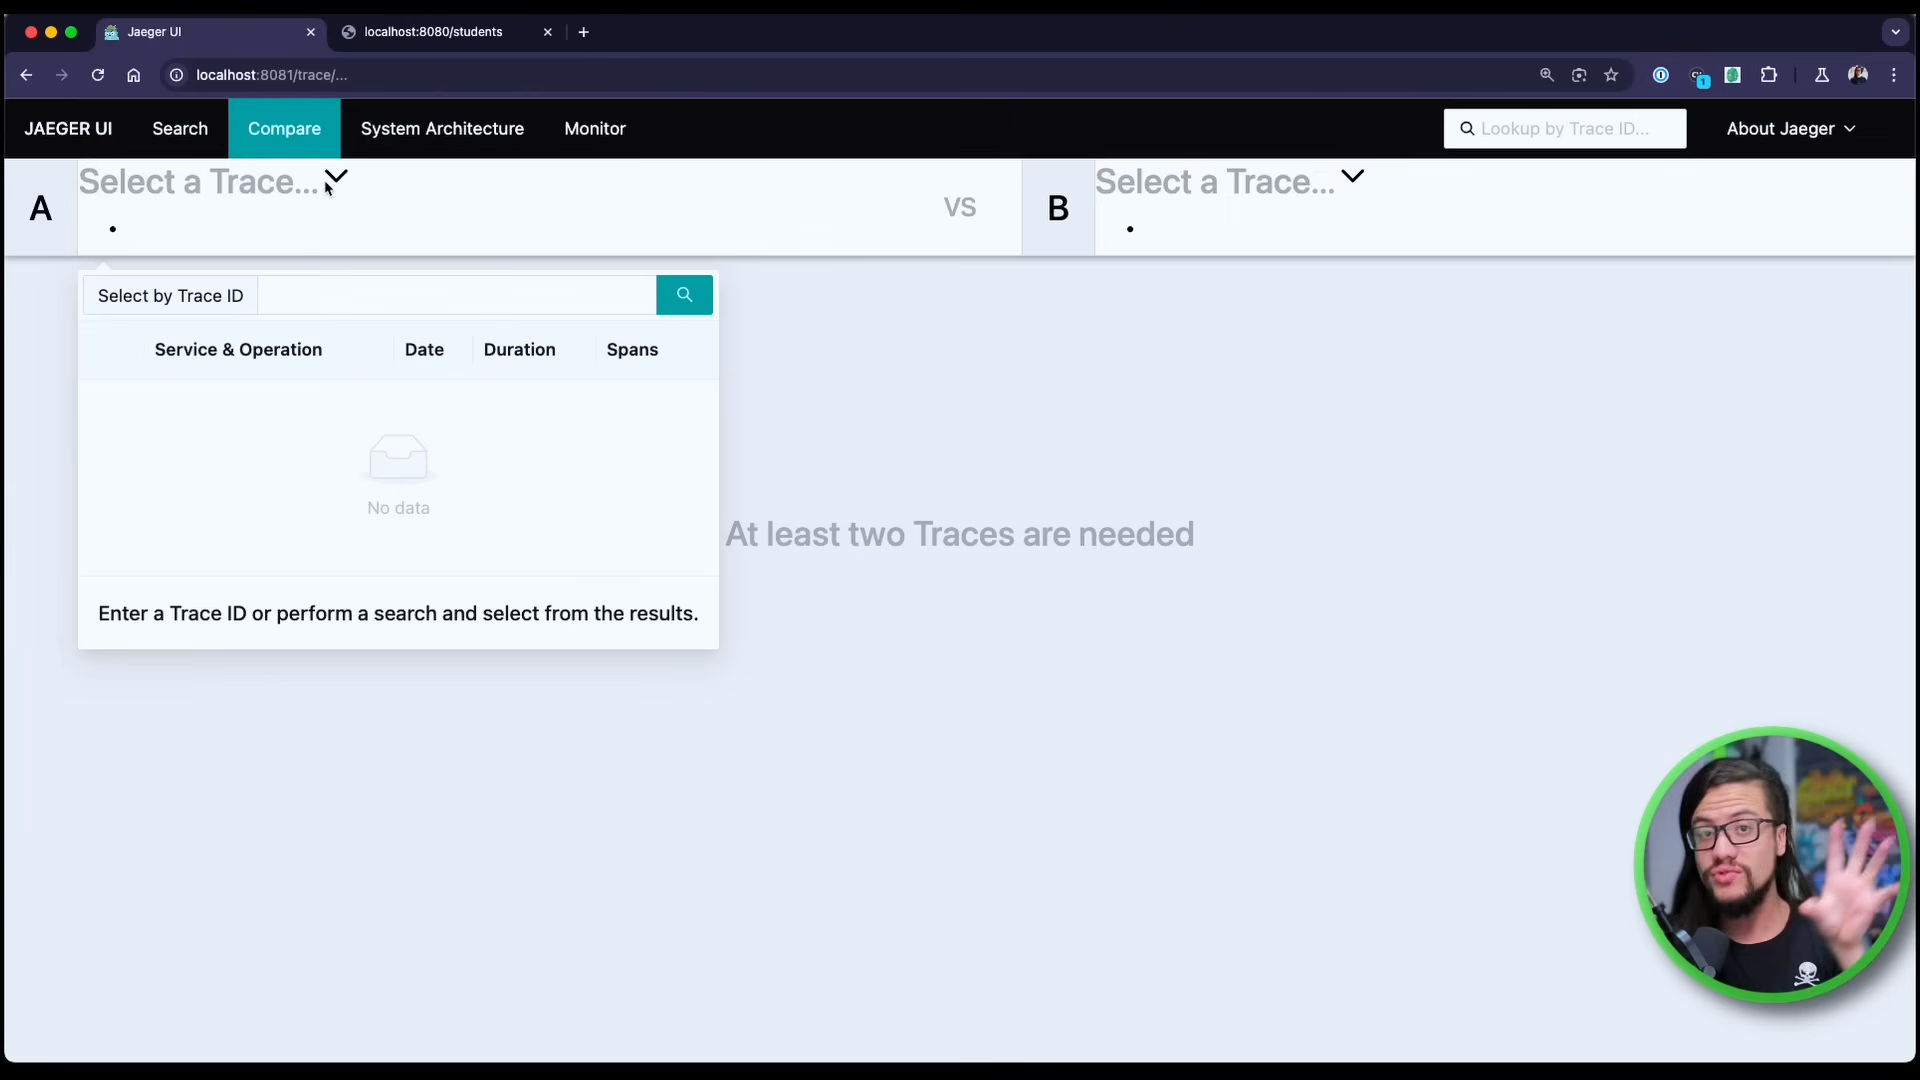 Jaeger UI
localhost:8080/students
localhost:8081/trace/...
1
JAEGER UI
Search
Compare
System Architecture
Monitor
Lookup by Trace ID...
About Jaeger
A
Select a Trace...
VS
B
Select a Trace...
Select by Trace ID
Service & Operation
Date
Duration
Spans
No data
At least two Traces are needed
Enter a Trace ID or perform a search and select from the results.